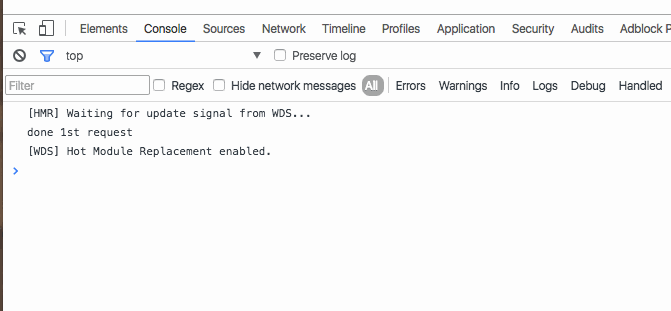 Elements Console Sources Network Timeline Profiles Application Security Audits Adblock P
top Preserve log
Filter Regex Hide network messages All Errors Warnings Info Logs Debug Handled
[HMR] Waiting for update signal from WDS...
done 1st request
[WDS] Hot Module Replacement enabled.
>